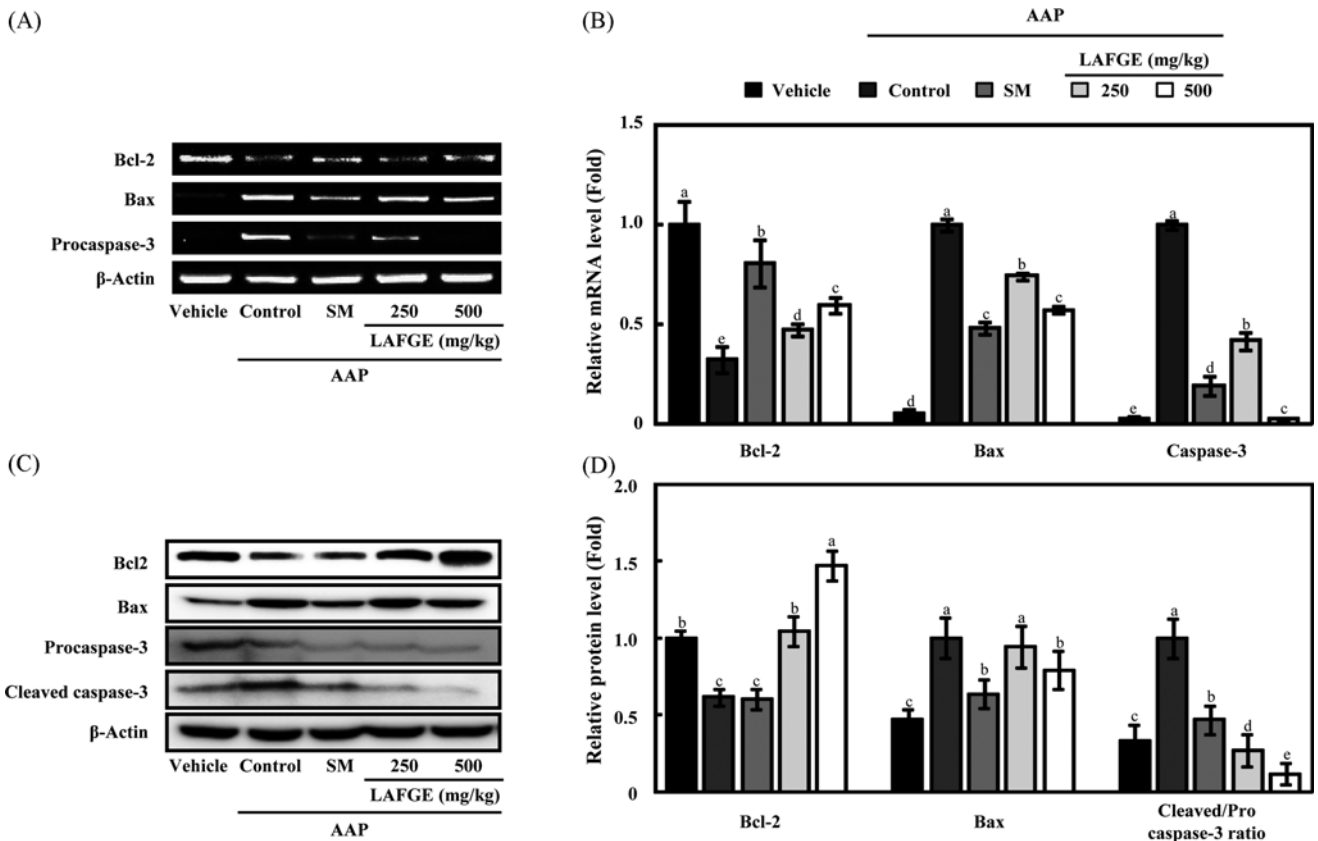 (A)
Bcl-2
Bax
Procaspase-3
β-Actin
Vehicle Control SM 250 500
LAFGE (mg/kg)
AAP
(B)
AAP
LAFGE (mg/kg)
Vehicle Control SM 250 500
Relative mRNA level (Fold)
1.5
1.0
0.5
0
a e b d c
d a c b c
e a d b c
Bcl-2 Bax Caspase-3
(C)
Bcl2
Bax
Procaspase-3
Cleaved caspase-3
β-Actin
Vehicle Control SM 250 500
LAFGE (mg/kg)
AAP
(D)
Relative protein level (Fold)
2.0
1.5
1.0
0.5
0
b c c b a
c a b a b
c a b d e
Bcl-2 Bax Cleaved/Pro
caspase-3 ratio